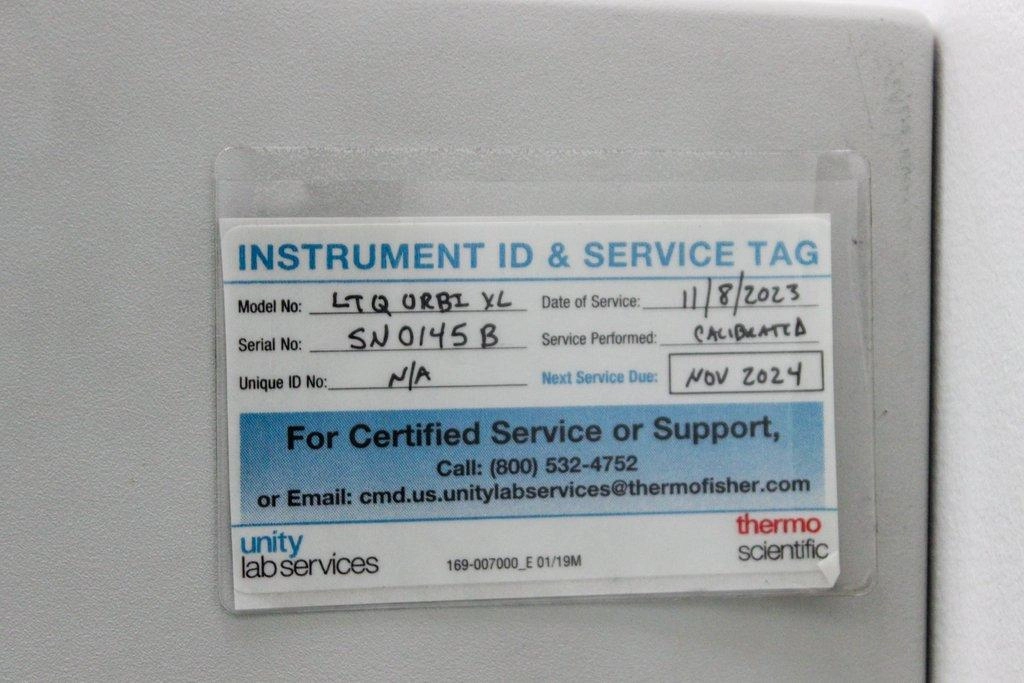 INSTRUMENT ID & SERVICE TAG
Model No: LTQ ORBI XL Date of Service: 11/8/2023
Serial No: SN 0145 B Service Performed: CALIBRATED
Unique ID No: N/A Next Service Due: NOV 2024
For Certified Service or Support,
Call: (800) 532-4752
or Email: cmd.us.unitylabservices@thermofisher.com
unity thermo
lab services 169-007000_E 01/19M scientific